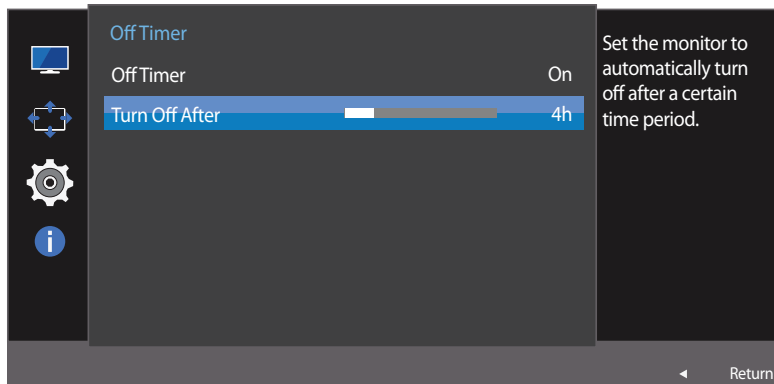 Off Timer
Off Timer On
Turn Off After 4h
Set the monitor to
automatically turn
off after a certain
time period.
Return